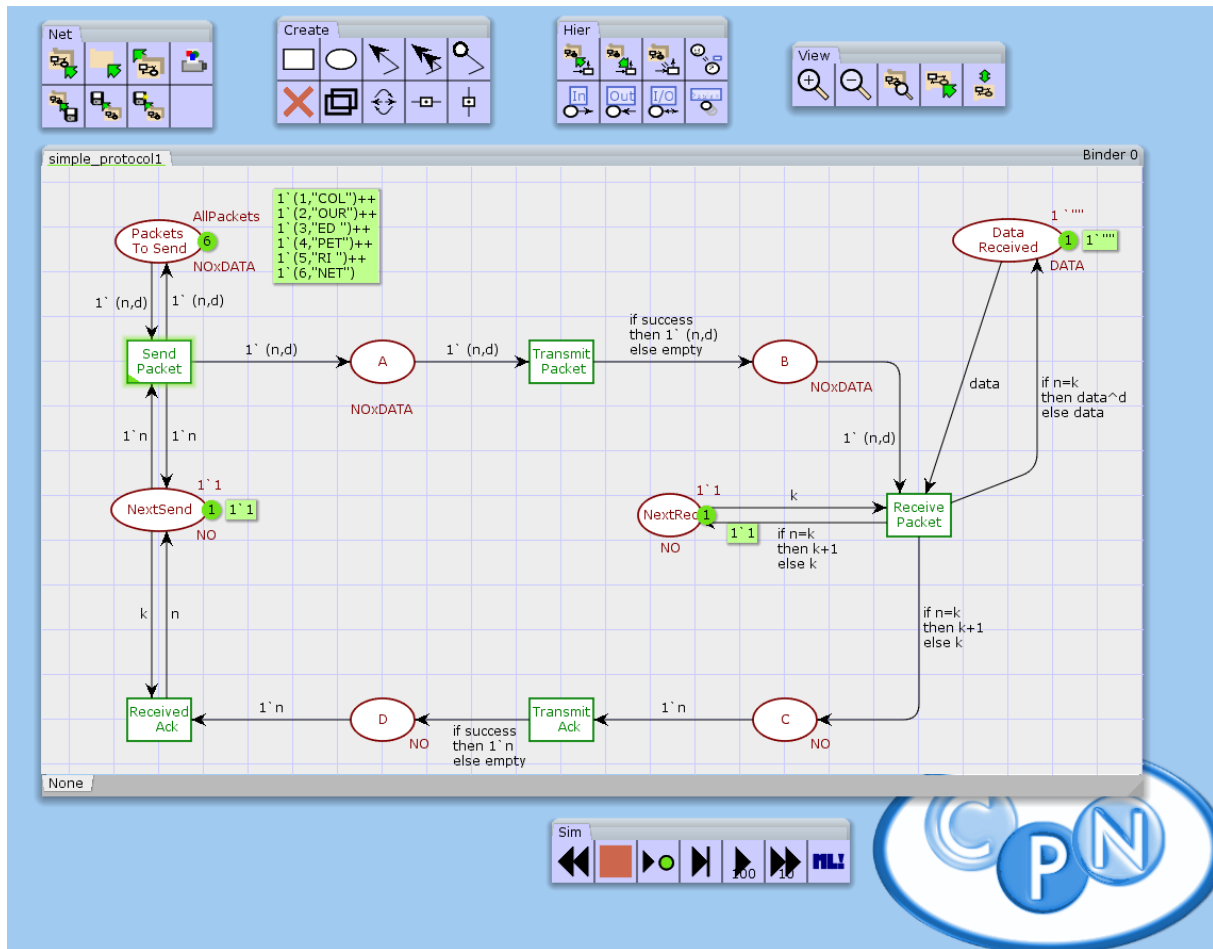 Net
Create
Hier
In
Out
I/O
View
simple_protocol1
Binder 0
AllPackets
Packets
To Send
6
NOxDATA
1`(1,"COL")++
1`(2,"OUR")++
1`(3,"ED ")++
1`(4,"PET")++
1`(5,"RI ")++
1`(6,"NET")
1`""
Data
Received
1
1`""
DATA
1` (n,d)
1` (n,d)
Send
Packet
1` (n,d)
A
NOxDATA
1` (n,d)
Transmit
Packet
if success
then 1` (n,d)
else empty
B
NOxDATA
data
if n=k
then data^d
else data
1`n
1`n
1` (n,d)
1`1
NextSend
1
1`1
NO
1`1
NextRec
1
1`1
NO
k
if n=k
then k+1
else k
Receive
Packet
k
n
if n=k
then k+1
else k
Received
Ack
1`n
D
NO
if success
then 1`n
else empty
Transmit
Ack
1`n
C
NO
None
Sim
100
10
ML!
CPN